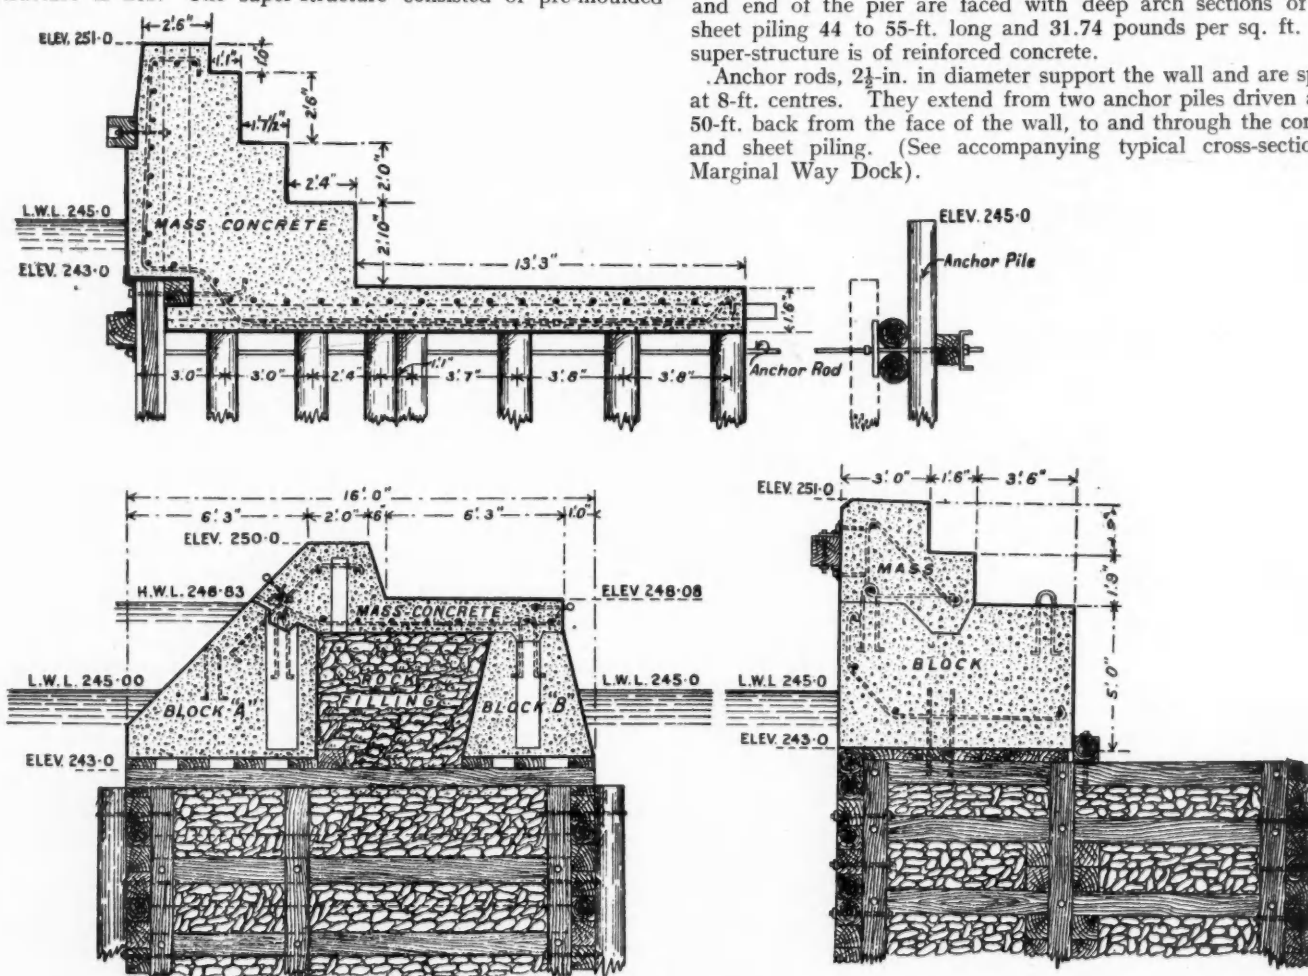 super-structure consisted of pre-moulded
and end of the pier are faced with deep arch sections of
sheet piling 44 to 55-ft. long and 31.74 pounds per sq. ft.
super-structure is of reinforced concrete.
.Anchor rods, 2½-in. in diameter support the wall and are
at 8-ft. centres. They extend from two anchor piles driven
50-ft. back from the face of the wall, to and through the
and sheet piling. (See accompanying typical
Marginal Way Dock).
2'.6"
ELEV. 251·0
1'.1"
1'.0"
2'.6"
1'.7½"
2'.0"
2'.4"
L.W.L. 245·0
MASS CONCRETE
2'.10"
ELEV. 243·0
13'.3"
1'.6"
3'.0" 3'.0" 2'.4" 1'.1" 3'.7" 3'.8" 3'.8"
Anchor Rod
ELEV. 245·0
Anchor Pile
16'.0"
6'.3" 2'.0" 6" 6'.3" 1'.0"
ELEV. 250·0
H.W.L. 248·83
ELEV 248·08
MASS CONCRETE
L.W.L. 245·00
ROCK
FILLING
BLOCK "A"
BLOCK "B"
L.W.L. 245·0
ELEV. 243·0
3'.0" 1'.6" 3'.6"
ELEV. 251·0
MASS
1'.9"
BLOCK
L.W.L 245·0
5'.0"
ELEV. 243·0